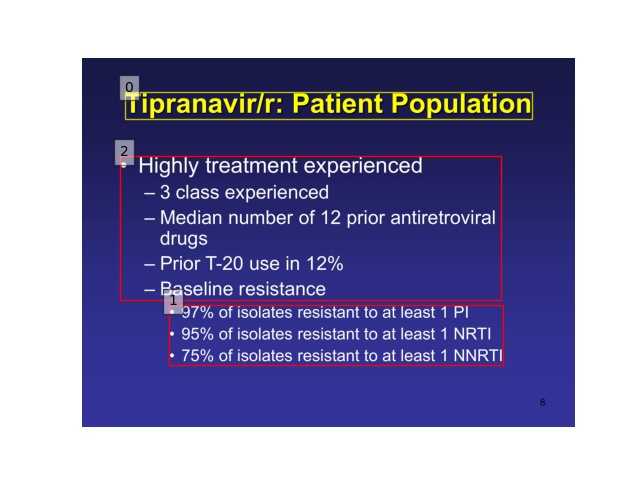 Tipranavir/r: Patient Population
• Highly treatment experienced
– 3 class experienced
– Median number of 12 prior antiretroviral
drugs
– Prior T-20 use in 12%
– Baseline resistance
• 97% of isolates resistant to at least 1 PI
• 95% of isolates resistant to at least 1 NRTI
• 75% of isolates resistant to at least 1 NNRTI
8
0
2
1